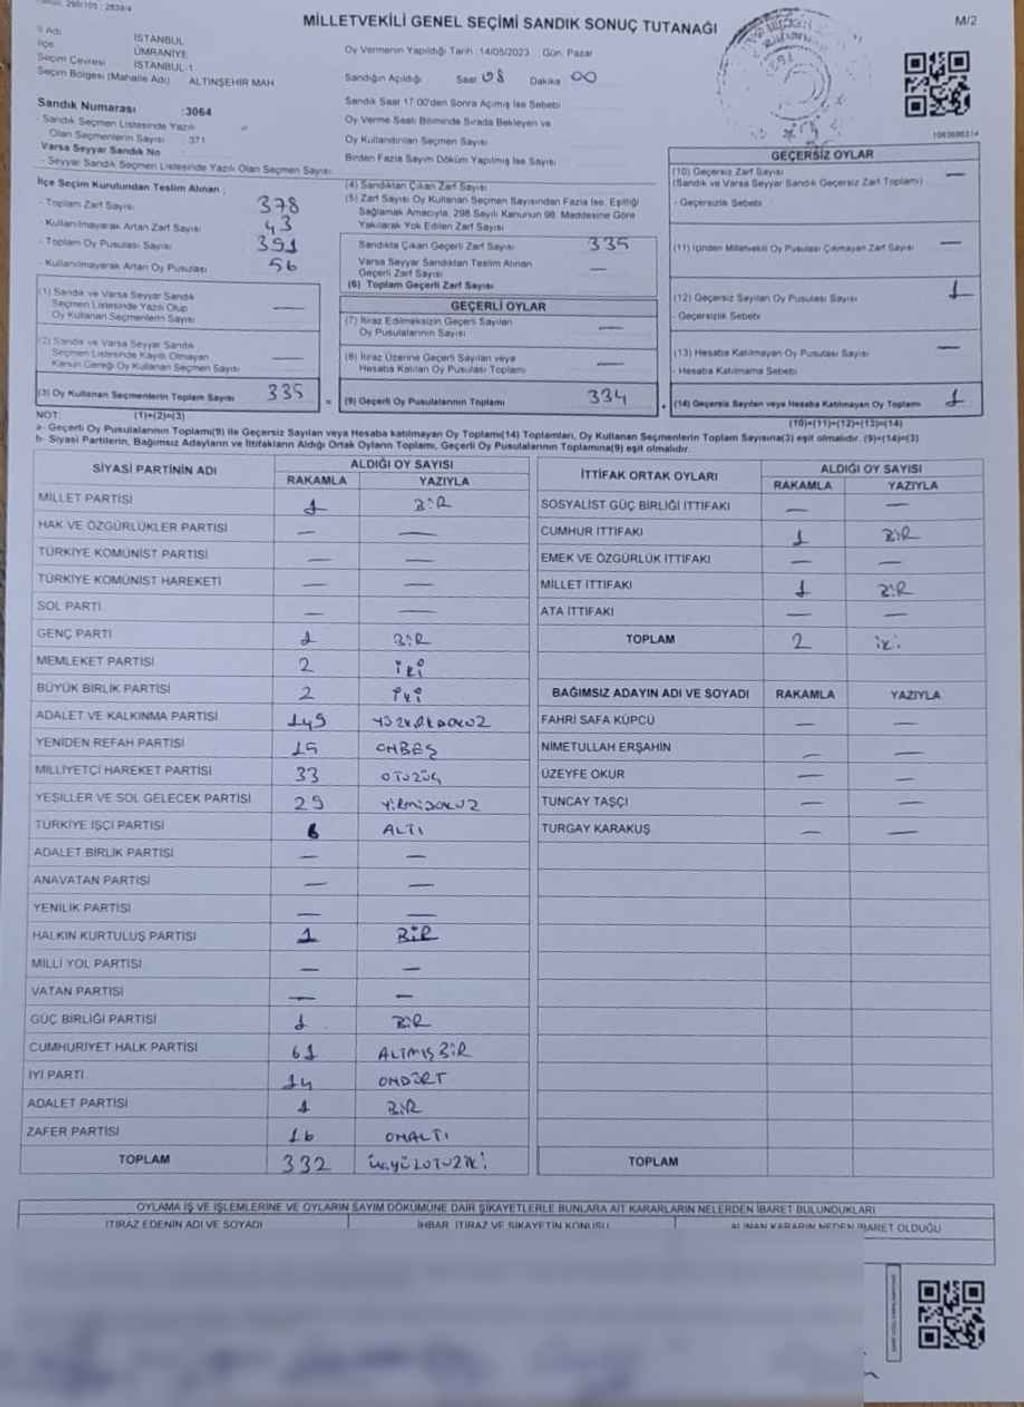 MİLLETVEKİLİ GENEL SEÇİMİ SANDIK SONUÇ TUTANAĞI
M/2
İSTANBUL
ÜMRANİYE
Seçim Çevresi İSTANBUL-1
Seçim Bölgesi (Mahalle Adı) ALTINŞEHİR MAH
Oy Vermenin Yapıldığı Tarih :14/05/2023 Gün: Pazar
Sandığın Açıldığı Saat 08 Dakika 00
Sandık Saat 17:00'den Sonra Açılmış İse Sebebi
Oy Verme Saati Bitiminde Sırada Bekleyen ve
Oy Kullandırılan Seçmen Sayısı
Birden Fazla Sayım Döküm Yapılmış İse Sayısı
Sandık Numarası :3064
- Sandık Seçmen Listesinde Yazılı
Olan Seçmenlerin Sayısı : 371
Varsa Seyyar Sandık No
- Seyyar Sandık Seçmen Listesinde Yazılı Olan Seçmen Sayısı
İlçe Seçim Kurulundan Teslim Alınan :
- Toplam Zarf Sayısı 378
- Kullanılmayarak Artan Zarf Sayısı 43
- Toplam Oy Pusulası Sayısı 391
- Kullanılmayarak Artan Oy Pusulası 56
(1) Sandık ve Varsa Seyyar Sandık
Seçmen Listesinde Yazılı Olup
Oy Kullanan Seçmenlerin Sayısı —
(2) Sandık ve Varsa Seyyar Sandık
Seçmen Listesinde Kayıtlı Olmayan
Kanun Gereği Oy Kullanan Seçmen Sayısı —
(3) Oy Kullanan Seçmenlerin Toplam Sayısı 335
(4) Sandıktan Çıkan Zarf Sayısı
(5) Zarf Sayısı Oy Kullanan Seçmen Sayısından Fazla İse, Eşitliği
Sağlamak Amacıyla, 298 Sayılı Kanunun 98. Maddesine Göre
Yakılarak Yok Edilen Zarf Sayısı
Sandıkta Çıkan Geçerli Zarf Sayısı 335
Varsa Seyyar Sandıktan Teslim Alınan
Geçerli Zarf Sayısı —
(6) Toplam Geçerli Zarf Sayısı
GEÇERLİ OYLAR
(7) İtiraz Edilmeksizin Geçerli Sayılan
Oy Pusulalarının Sayısı —
(8) İtiraz Üzerine Geçerli Sayılan veya
Hesaba Katılan Oy Pusulası Toplamı —
= (9) Geçerli Oy Pusulalarının Toplamı 334
GEÇERSİZ OYLAR
(10) Geçersiz Zarf Sayısı —
(Sandık ve Varsa Seyyar Sandık Geçersiz Zarf Toplamı)
- Geçersizlik Sebebi
(11) İçinden Milletvekili Oy Pusulası Çıkmayan Zarf Sayısı —
(12) Geçersiz Sayılan Oy Pusulası Sayısı 1
- Geçersizlik Sebebi
(13) Hesaba Katılmayan Oy Pusulası Sayısı —
- Hesaba Katılmama Sebebi
+ (14) Geçersiz Sayılan veya Hesaba Katılmayan Oy Toplamı 1
NOT: (1)+(2)=(3)
(10)+(11)+(12)+(13)=(14)
a- Geçerli Oy Pusulalarının Toplamı(9) ile Geçersiz Sayılan veya Hesaba katılmayan Oy Toplamı(14) Toplamları, Oy Kullanan Seçmenlerin Toplam Sayısına(3) eşit olmalıdır. (9)+(14)=(3)
b- Siyasi Partilerin, Bağımsız Adayların ve İttifakların Aldığı Ortak Oyların Toplamı, Geçerli Oy Pusulalarının Toplamına(9) eşit olmalıdır.
SİYASİ PARTİNİN ADI ALDIĞI OY SAYISI
RAKAMLA YAZIYLA
MİLLET PARTİSİ 1 BİR
HAK VE ÖZGÜRLÜKLER PARTİSİ — —
TÜRKİYE KOMÜNİST PARTİSİ — —
TÜRKİYE KOMÜNİST HAREKETİ — —
SOL PARTİ — —
GENÇ PARTİ 1 BİR
MEMLEKET PARTİSİ 2 İKİ
BÜYÜK BİRLİK PARTİSİ 2 İKİ
ADALET VE KALKINMA PARTİSİ 149
YENİDEN REFAH PARTİSİ 15 ONBEŞ
MİLLİYETÇİ HAREKET PARTİSİ 33 OTUZÜÇ
YEŞİLLER VE SOL GELECEK PARTİSİ 29 YİRMİDOKUZ
TÜRKİYE İŞÇİ PARTİSİ 6 ALTI
ADALET BİRLİK PARTİSİ — —
ANAVATAN PARTİSİ — —
YENİLİK PARTİSİ — —
HALKIN KURTULUŞ PARTİSİ 1 BİR
MİLLİ YOL PARTİSİ — —
VATAN PARTİSİ — —
GÜÇ BİRLİĞİ PARTİSİ 1 BİR
CUMHURİYET HALK PARTİSİ 61 ALTMIŞBİR
İYİ PARTİ 14 ONDÖRT
ADALET PARTİSİ 1 BİR
ZAFER PARTİSİ 16 ONALTI
TOPLAM 332 ÜÇYÜZOTUZİKİ
İTTİFAK ORTAK OYLARI ALDIĞI OY SAYISI
RAKAMLA YAZIYLA
SOSYALİST GÜÇ BİRLİĞİ İTTİFAKI — —
CUMHUR İTTİFAKI 1 BİR
EMEK VE ÖZGÜRLÜK İTTİFAKI — —
MİLLET İTTİFAKI 1 BİR
ATA İTTİFAKI — —
TOPLAM 2 iki
BAĞIMSIZ ADAYIN ADI VE SOYADI RAKAMLA YAZIYLA
FAHRİ SAFA KÜPCÜ — —
NİMETULLAH ERŞAHİN — —
ÜZEYFE OKUR — —
TUNCAY TAŞÇI — —
TURGAY KARAKUŞ — —
TOPLAM
OYLAMA İŞ VE İŞLEMLERİNE VE OYLARIN SAYIM DÖKÜMÜNE DAİR ŞİKAYETLERLE BUNLARA AİT KARARLARIN NELERDEN İBARET BULUNDUKLARI
İTİRAZ EDENİN ADI VE SOYADI İHBAR, İTİRAZ VE ŞİKAYETİN KONUSU ALINAN KARARIN NEDEN İBARET OLDUĞU